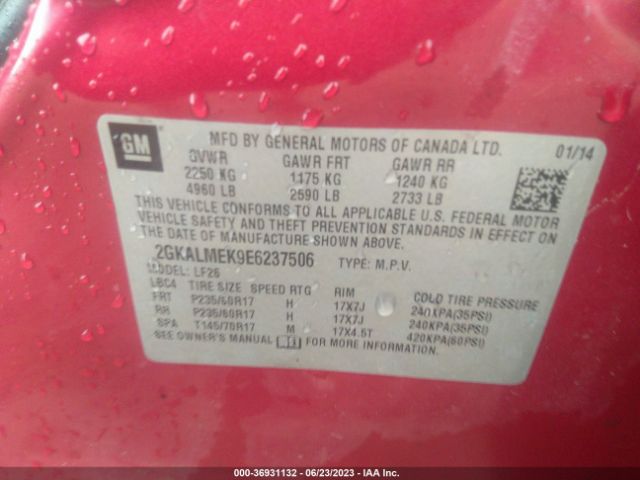 GM
MFD BY GENERAL MOTORS OF CANADA LTD.
01/14
GVWR GAWR FRT GAWR RR
2250 KG 1175 KG 1240 KG
4960 LB 2590 LB 2733 LB
THIS VEHICLE CONFORMS TO ALL APPLICABLE U.S. FEDERAL MOTOR
VEHICLE SAFETY AND THEFT PREVENTION STANDARDS IN EFFECT ON
THE DATE OF MANUFACTURE SHOWN ABOVE.
2GKALMEK9E6237506 TYPE: M.P.V.
MODEL: LF26
LBC4 TIRE SIZE SPEED RTG RIM COLD TIRE PRESSURE
FRT P235/60R17 H 17X7J 240KPA(35PSI)
RR P235/60R17 H 17X7J 240KPA(35PSI)
SPA T145/70R17 M 17X4.5T 420KPA(60PSI)
SEE OWNER'S MANUAL FOR MORE INFORMATION.
000-36931132 - 06/23/2023 - IAA Inc.